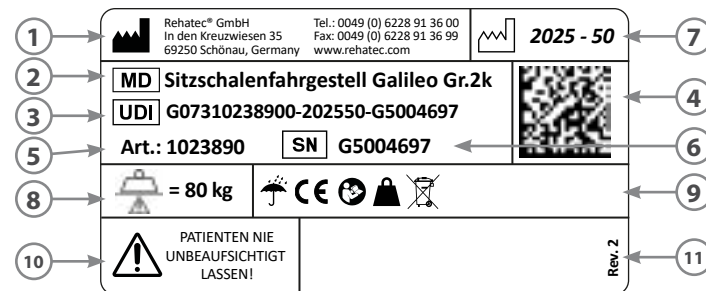 1
Rehatec® GmbH
In den Kreuzwiesen 35
69250 Schönau, Germany
Tel.: 0049 (0) 6228 91 36 00
Fax: 0049 (0) 6228 91 36 99
www.rehatec.com
2025 - 50
7
2
MD Sitzschalenfahrgestell Galileo Gr.2k
4
3
UDI G07310238900-202550-G5004697
5
Art.: 1023890
SN G5004697
6
8
= 80 kg
CE
9
10
PATIENTEN NIE
UNBEAUFSICHTIGT
LASSEN!
Rev. 2
11